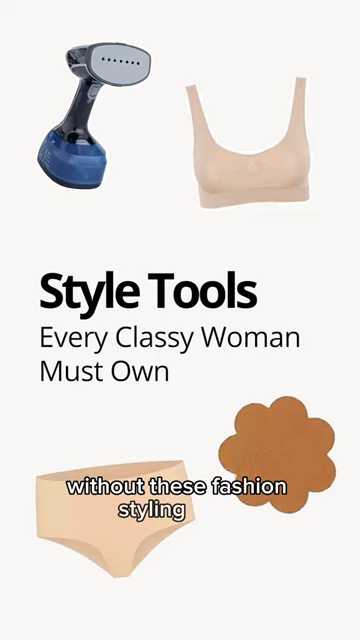 Style Tools
Every Classy Woman
Must Own
without these fashion
styling